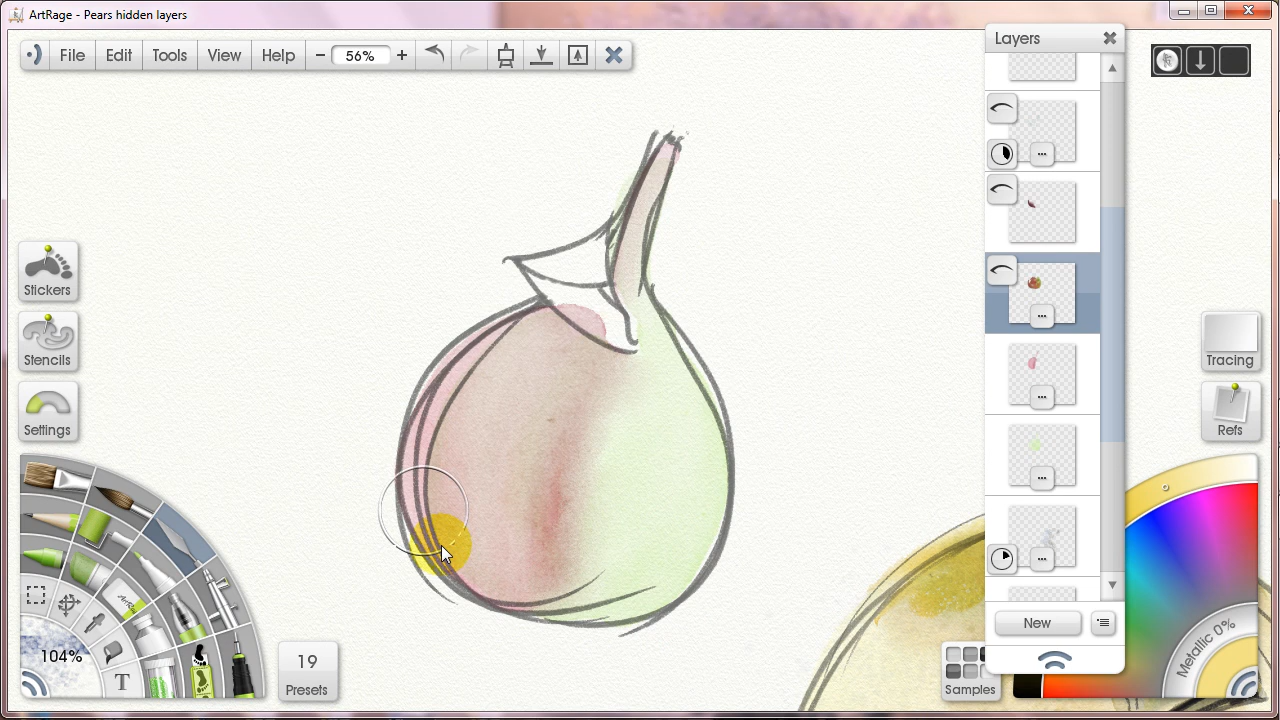 ArtRage - Pears hidden layers
File Edit Tools View Help − 56% +
Layers
Stickers
Stencils
Settings
Tracing
Refs
New
104%
T
19
Presets
Samples
Metallic 0%